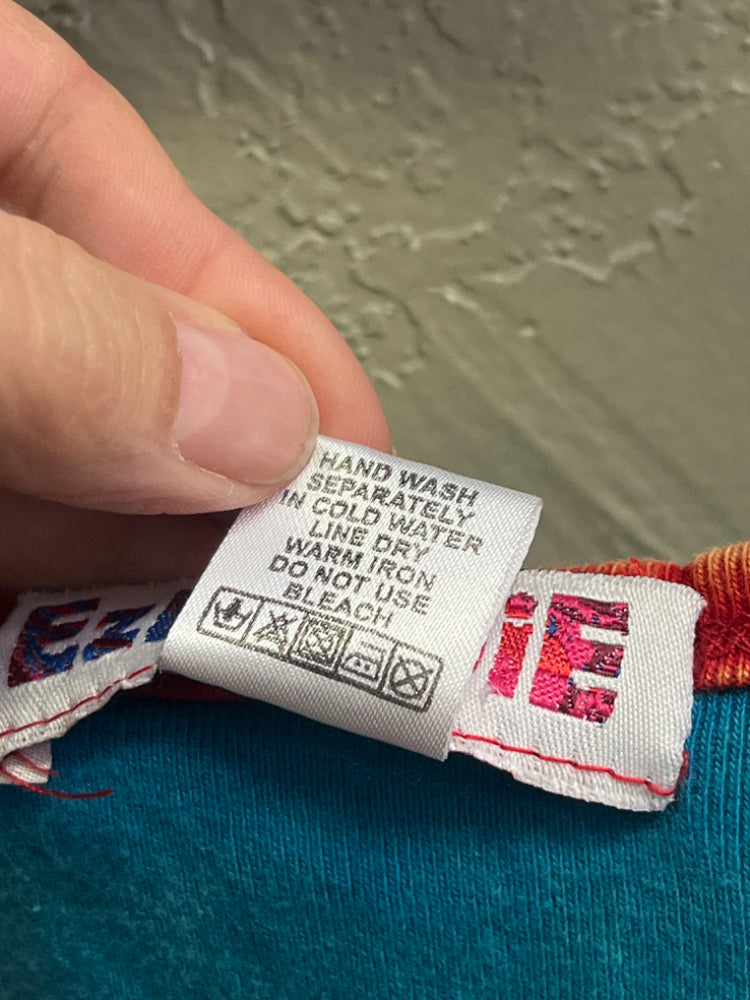 HAND WASH
SEPARATELY
IN COLD WATER
LINE DRY
WARM IRON
DO NOT USE
BLEACH